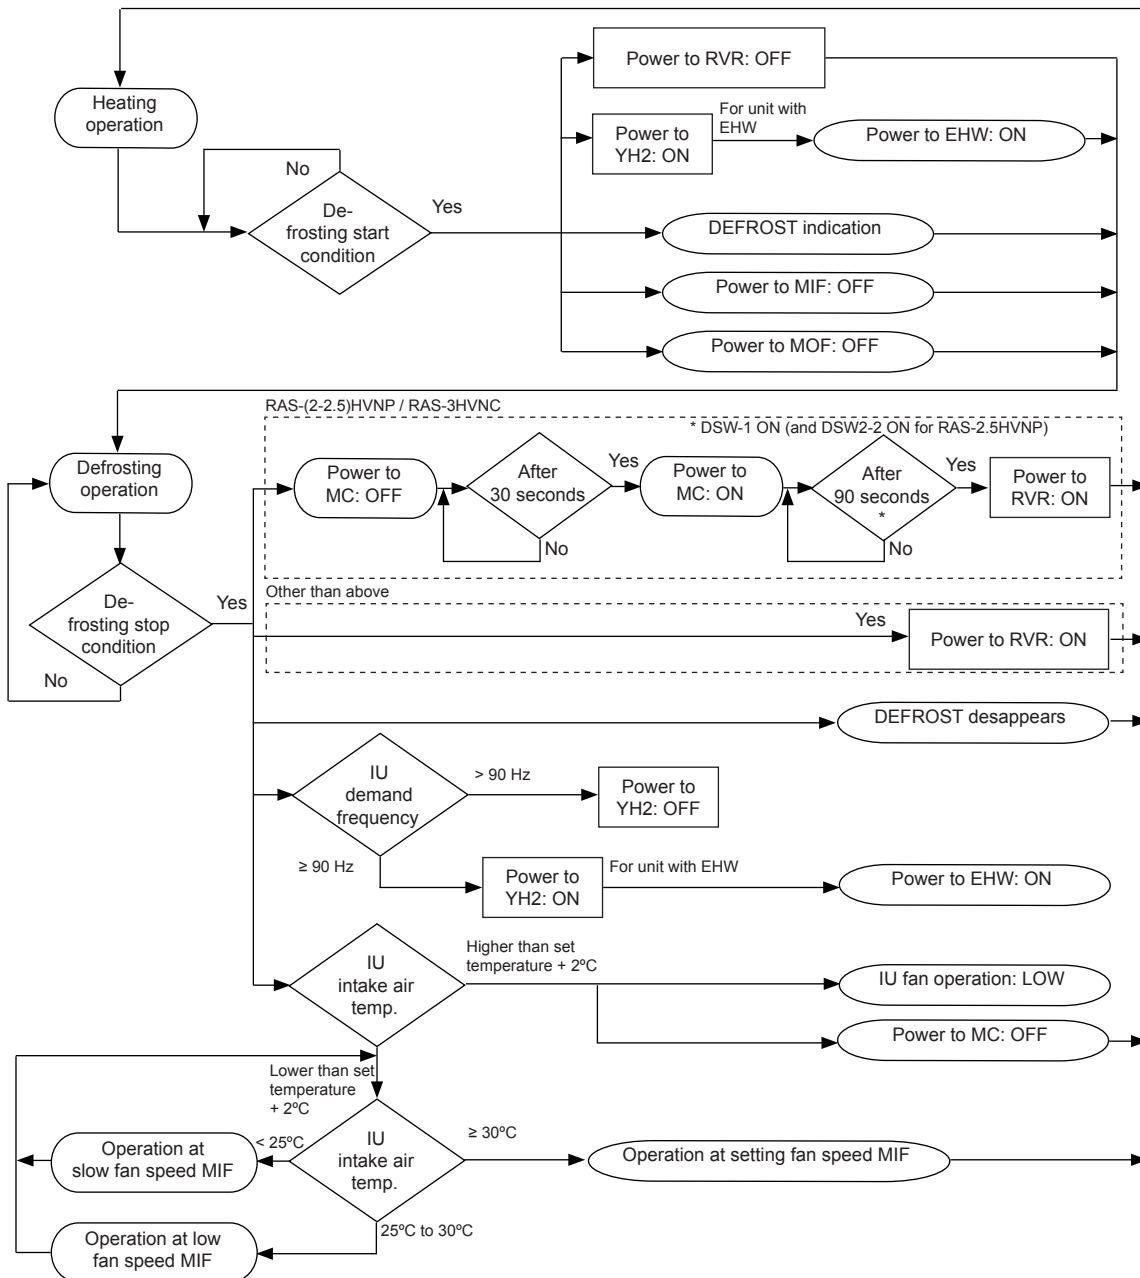 Heating
operation
No
De-
frosting start
condition
Yes
Power to RVR: OFF
Power to
YH2: ON
For unit with
EHW
Power to EHW: ON
DEFROST indication
Power to MIF: OFF
Power to MOF: OFF
RAS-(2-2.5)HVNP / RAS-3HVNC
* DSW-1 ON (and DSW2-2 ON for RAS-2.5HVNP)
Defrosting
operation
Power to
MC: OFF
After
30 seconds
Yes
No
Power to
MC: ON
After
90 seconds
*
Yes
No
Power to
RVR: ON
De-
frosting stop
condition
Yes
No
Other than above
Yes
Power to RVR: ON
DEFROST desappears
IU
demand
frequency
> 90 Hz
Power to
YH2: OFF
≥ 90 Hz
Power to
YH2: ON
For unit with EHW
Power to EHW: ON
IU
intake air
temp.
Higher than set
temperature + 2ºC
IU fan operation: LOW
Power to MC: OFF
Lower than set
temperature
+ 2ºC
IU
intake air
temp.
< 25ºC
Operation at
slow fan speed MIF
≥ 30ºC
Operation at setting fan speed MIF
25ºC to 30ºC
Operation at low
fan speed MIF